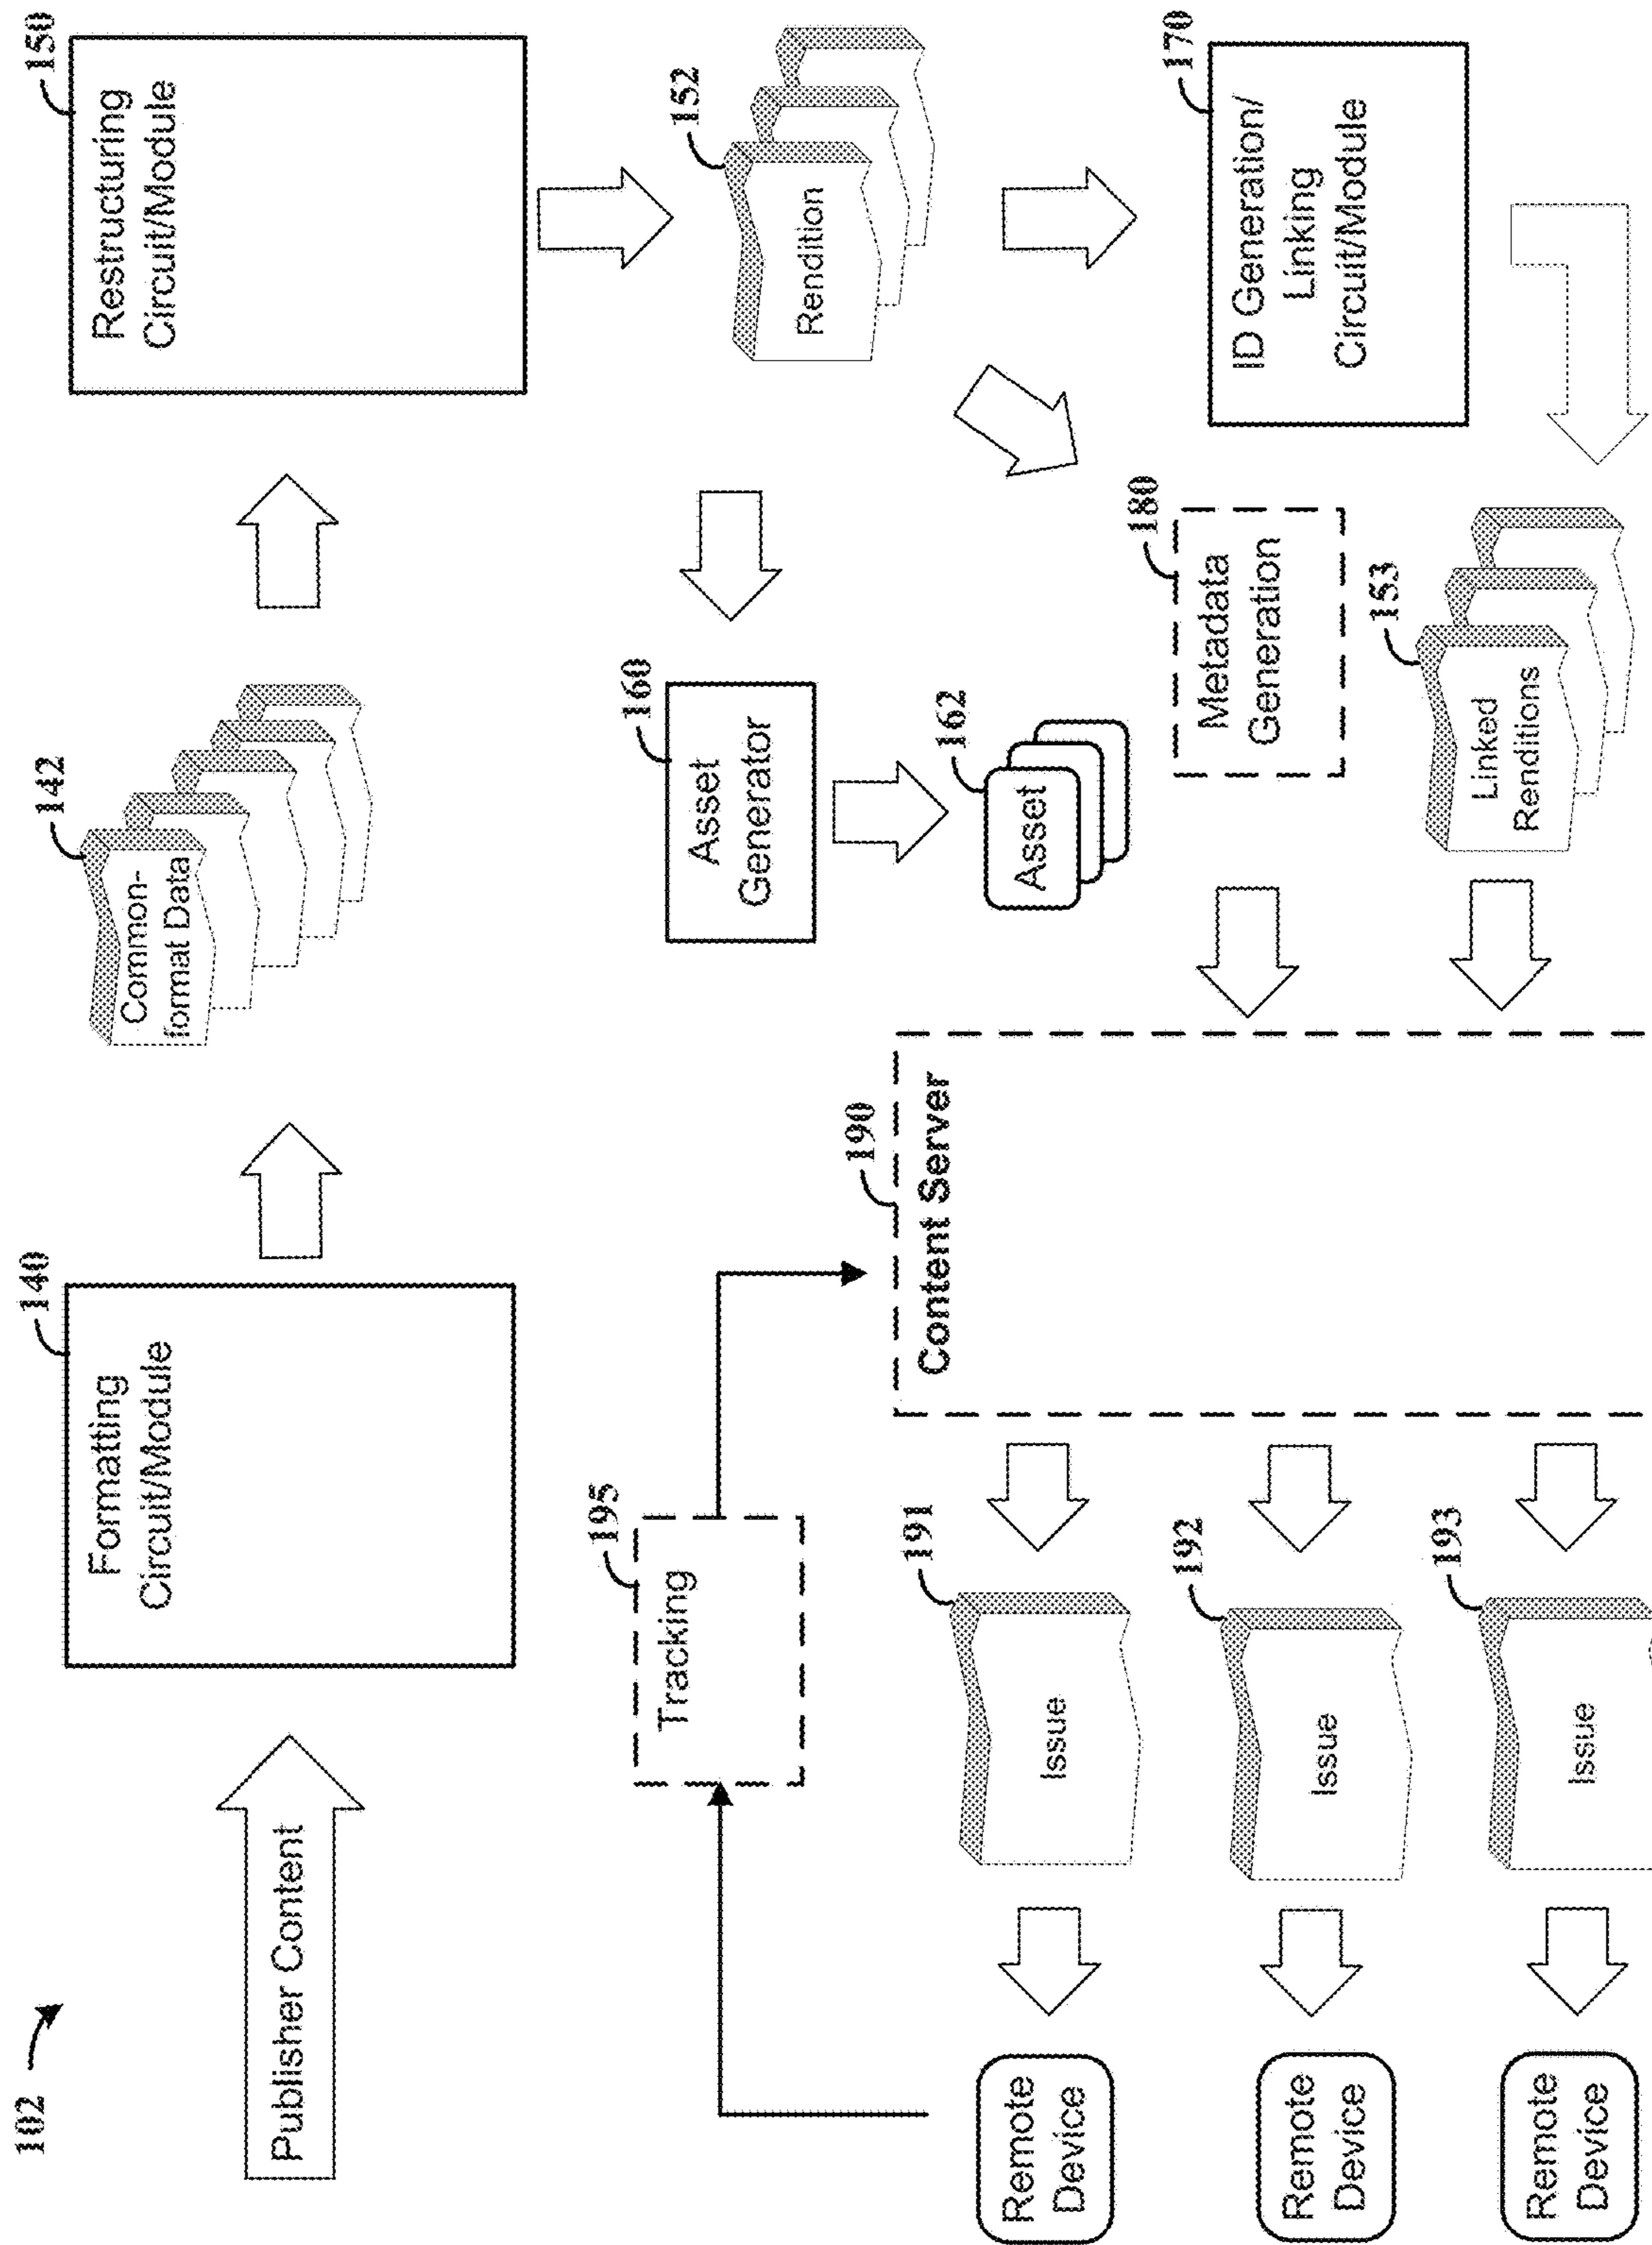 102
Publisher Content
140
Formatting
Circuit/Module
142
Common-
format Data
150
Restructuring
Circuit/Module
195
Tracking
160
Asset
Generator
152
Rendition
162
Asset
190
Content Server
180
Metadata
Generation
170
ID Generation/
Linking
Circuit/Module
153
Linked
Renditions
191
Issue
Remote
Device
192
Issue
Remote
Device
193
Issue
Remote
Device